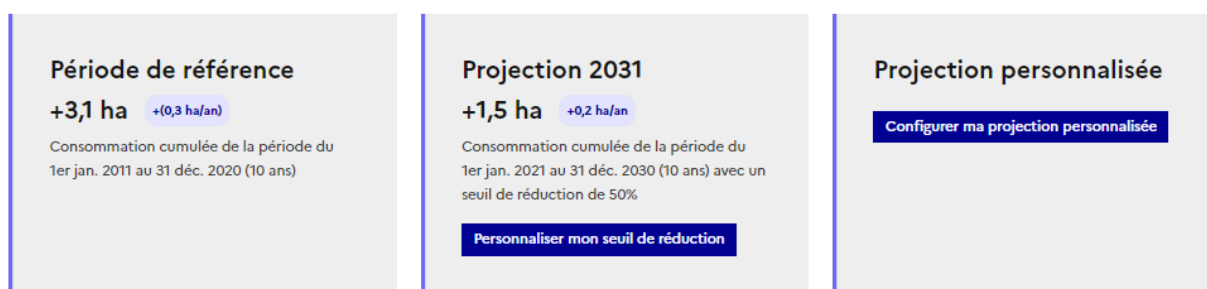 Période de référence
+3,1 ha +(0,3 ha/an)
Consommation cumulée de la période du
1er jan. 2011 au 31 déc. 2020 (10 ans)
Projection 2031
+1,5 ha +0,2 ha/an
Consommation cumulée de la période du
1er jan. 2021 au 31 déc. 2030 (10 ans) avec un
seuil de réduction de 50%
Personnaliser mon seuil de réduction
Projection personnalisée
Configurer ma projection personnalisée